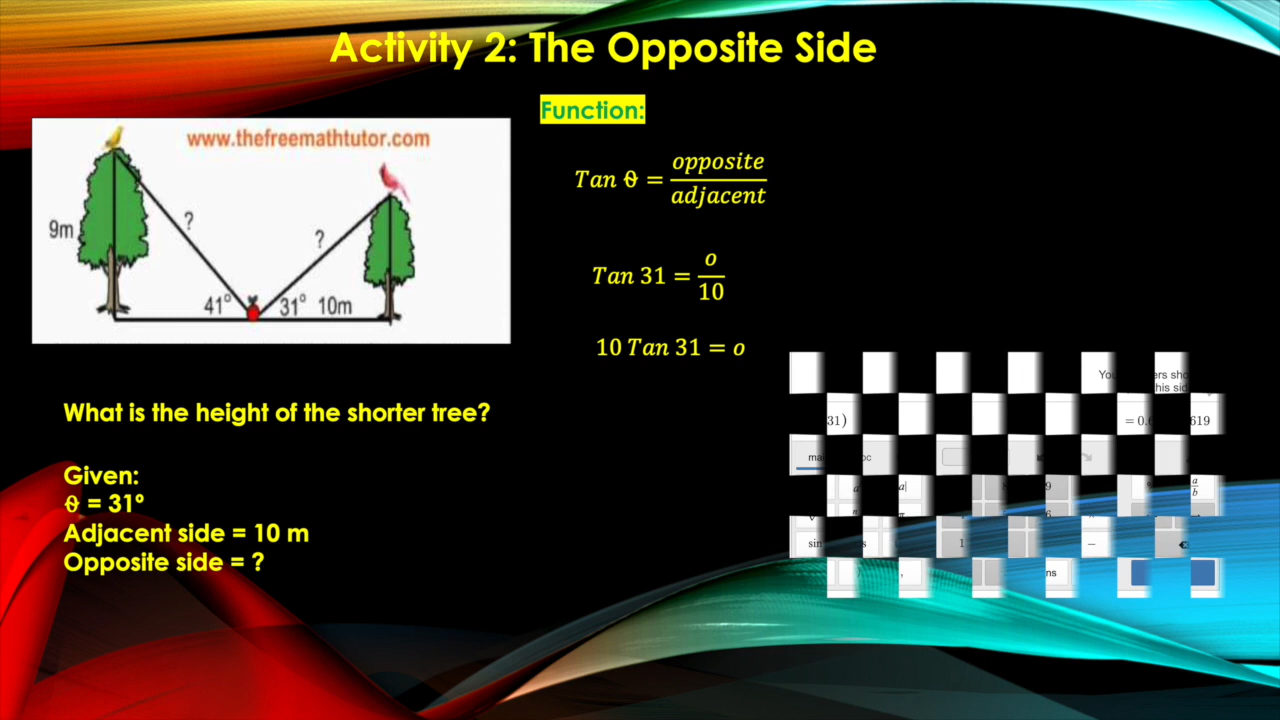 Activity 2: The Opposite Side
Function:
www.thefreemathtutor.com
9m
?
?
41°
31°
10m
Tan ϑ = opposite/adjacent
Tan 31 = o/10
10 Tan 31 = o
What is the height of the shorter tree?
Given:
ϑ = 31°
Adjacent side = 10 m
Opposite side = ?
31)